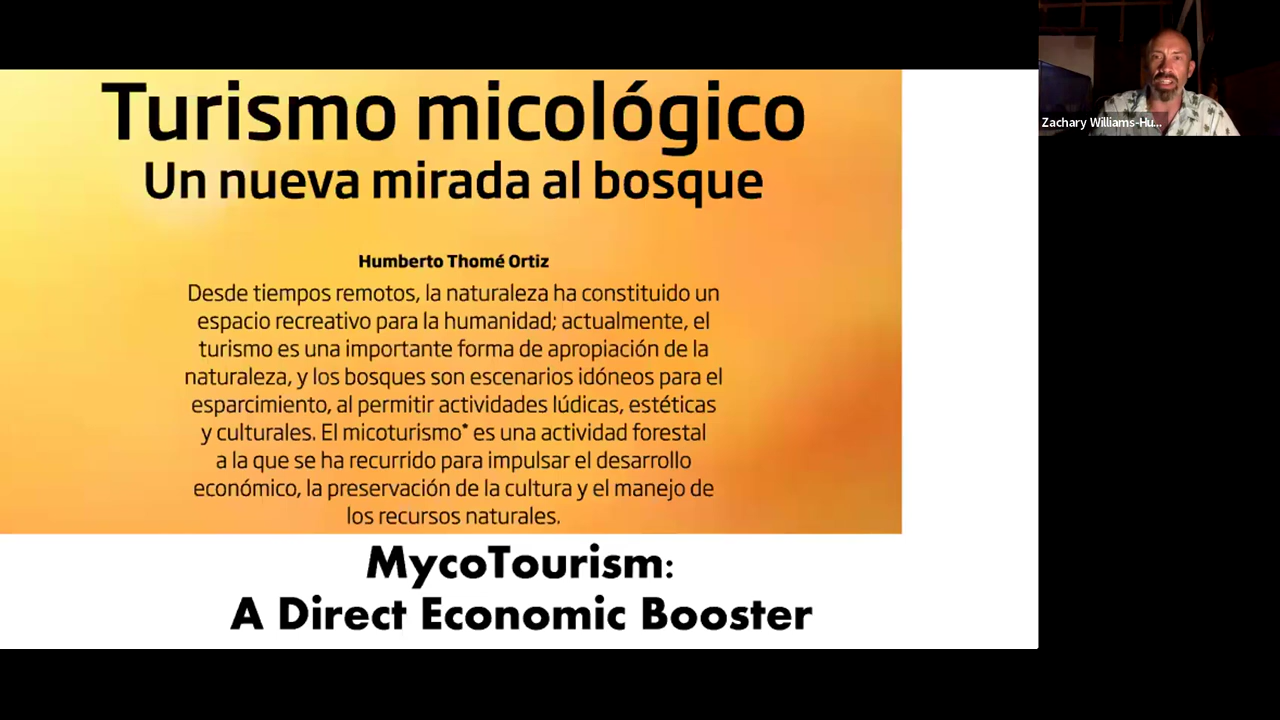 Turismo micológico
Un nueva mirada al bosque
Humberto Thomé Ortiz
Desde tiempos remotos, la naturaleza ha constituido un
espacio recreativo para la humanidad; actualmente, el
turismo es una importante forma de apropiación de la
naturaleza, y los bosques son escenarios idóneos para el
esparcimiento, al permitir actividades lúdicas, estéticas
y culturales. El micoturismo* es una actividad forestal
a la que se ha recurrido para impulsar el desarrollo
económico, la preservación de la cultura y el manejo de
los recursos naturales.
MycoTourism:
A Direct Economic Booster
Zachary Williams-Hu...